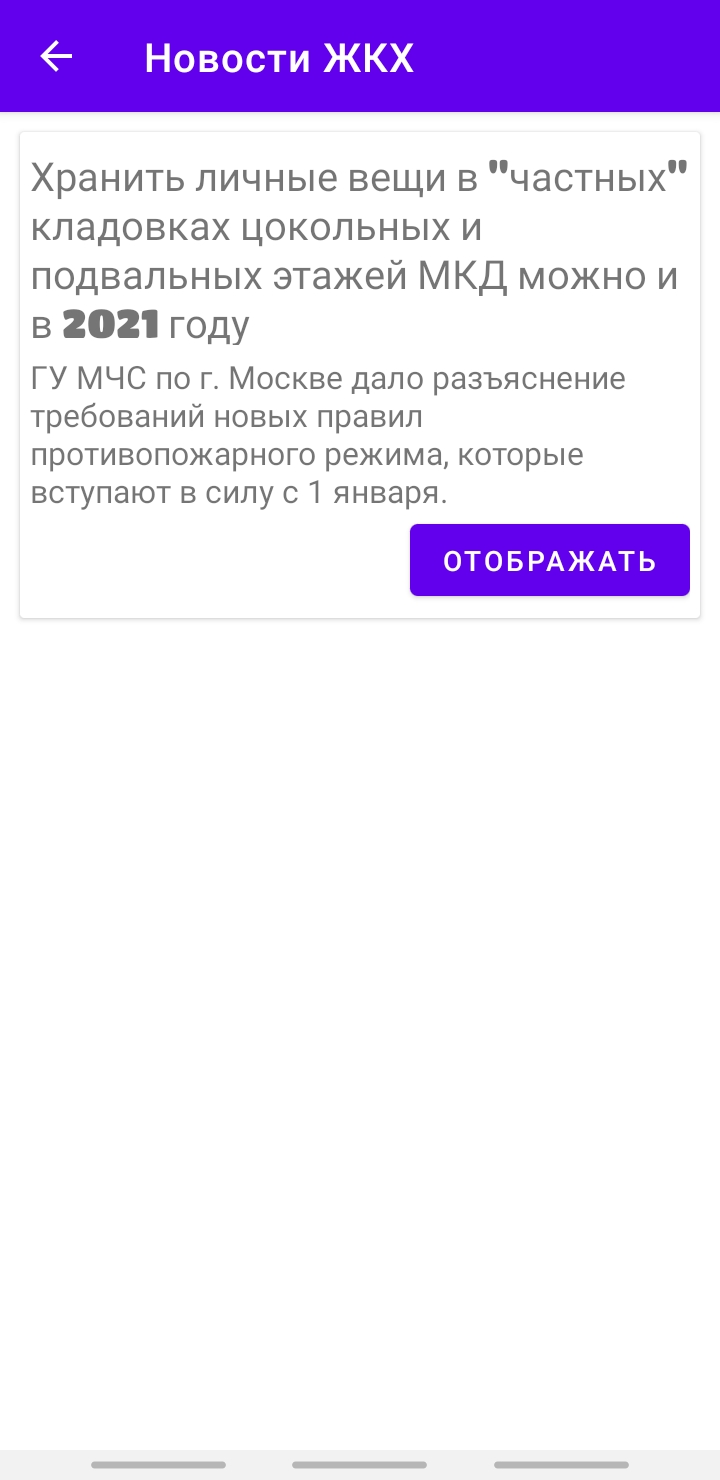 Новости ЖКХ
Хранить личные вещи в "частных"
кладовках цокольных и
подвальных этажей МКД можно и
в 2021 году
ГУ МЧС по г. Москве дало разъяснение
требований новых правил
противопожарного режима, которые
вступают в силу с 1 января.
ОТОБРАЖАТЬ